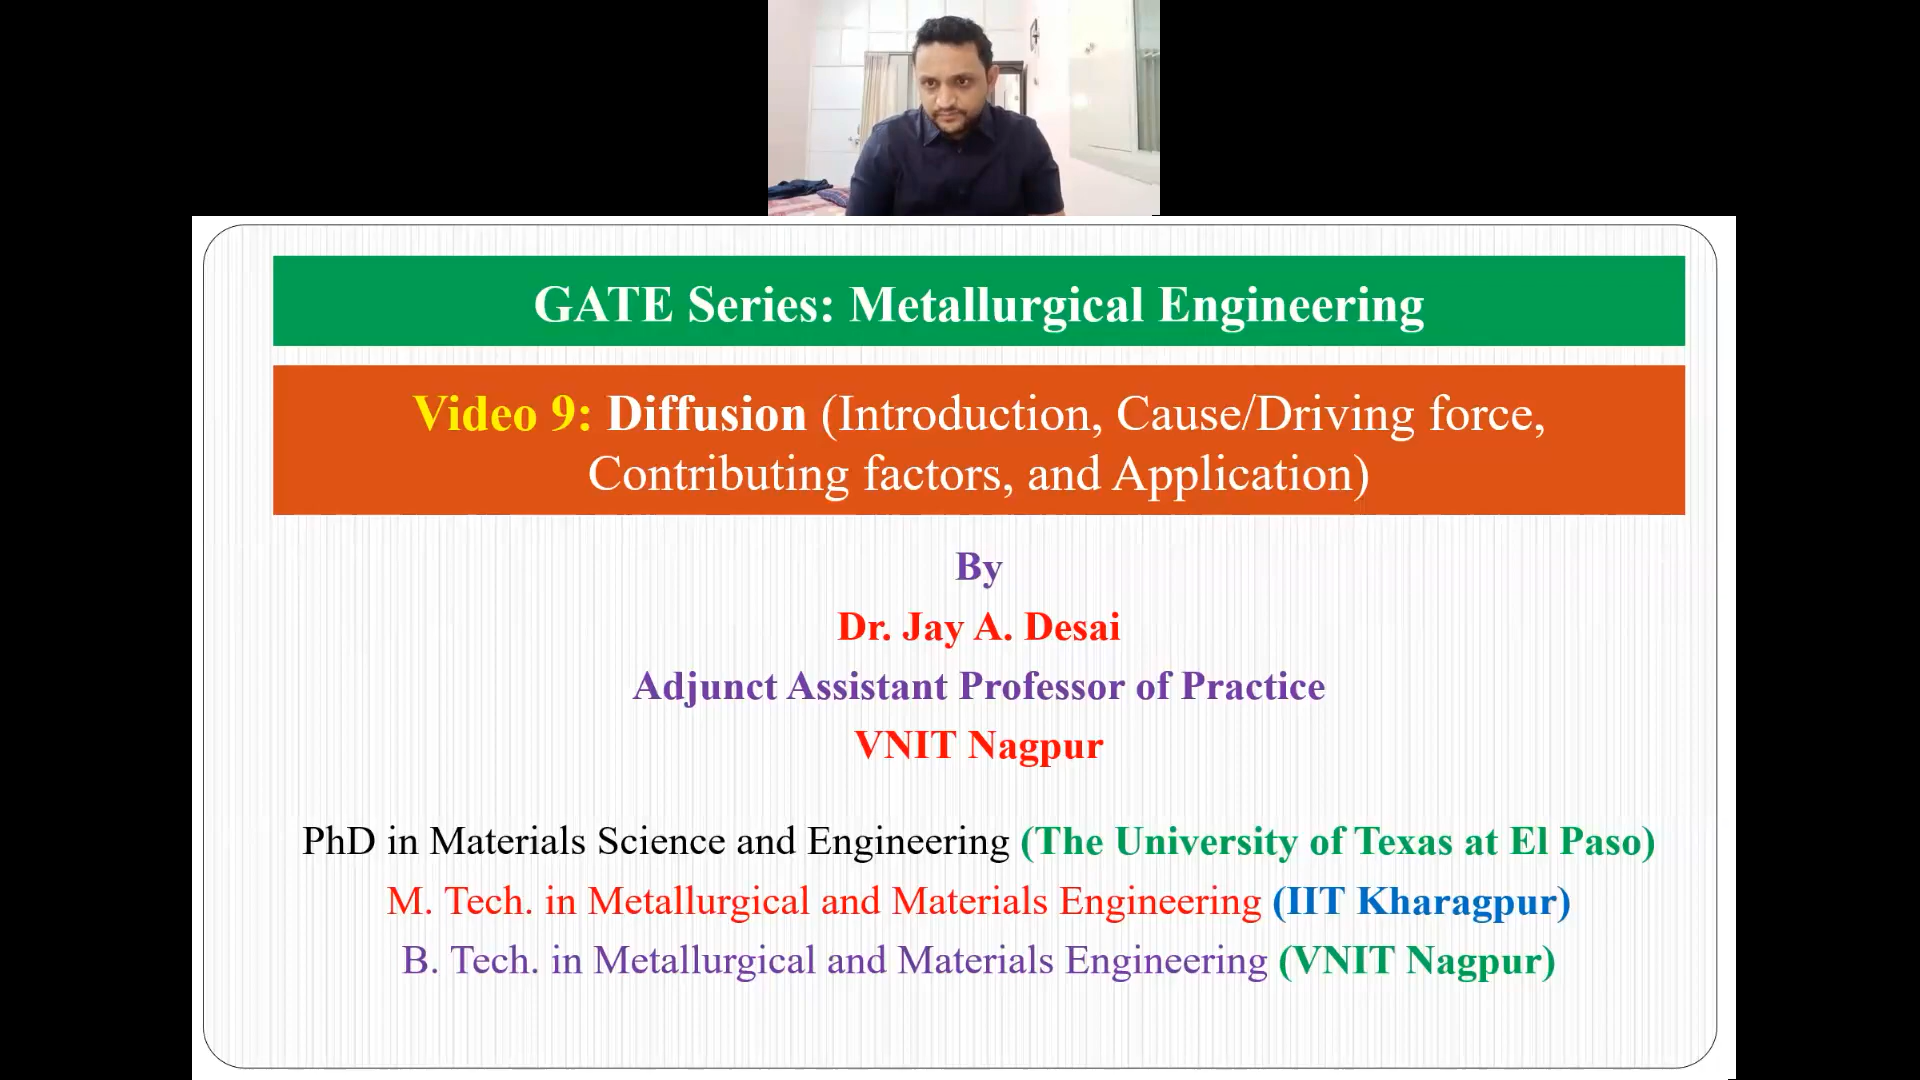 GATE Series: Metallurgical Engineering
Video 9: Diffusion (Introduction, Cause/Driving force,
Contributing factors, and Application)
By
Dr. Jay A. Desai
Adjunct Assistant Professor of Practice
VNIT Nagpur
PhD in Materials Science and Engineering (The University of Texas at El Paso)
M. Tech. in Metallurgical and Materials Engineering (IIT Kharagpur)
B. Tech. in Metallurgical and Materials Engineering (VNIT Nagpur)